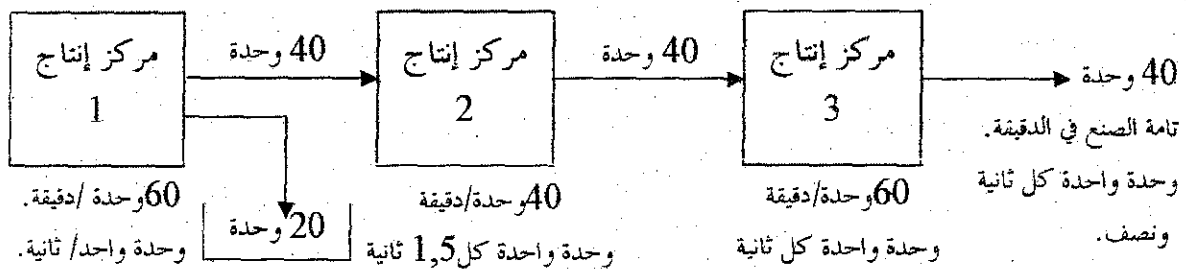 مركز إنتاج
1
40 وحدة
مركز إنتاج
2
40 وحدة
مركز إنتاج
3
40 وحدة
تامة الصنع في الدقيقة.
وحدة واحدة كل ثانية
ونصف.
60وحدة /دقيقة.
وحدة واحد/ ثانية.
20 وحدة
40وحدة/دقيقة
وحدة واحدة كل1,5 ثانية
60وحدة/دقيقة
وحدة واحدة كل ثانية